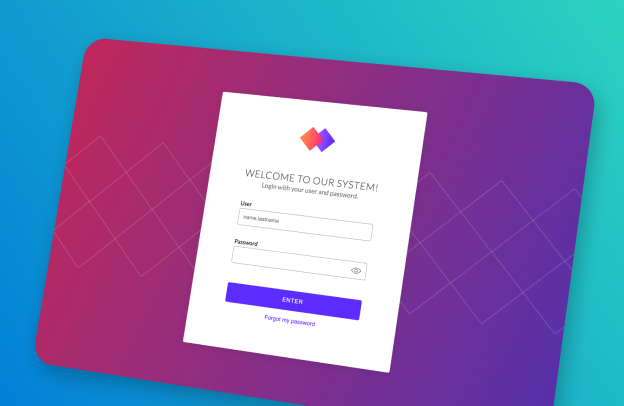 WELCOME TO OUR SYSTEM!
Login with your user and password.
User
name.lastname
Password
ENTER
Forgot my password